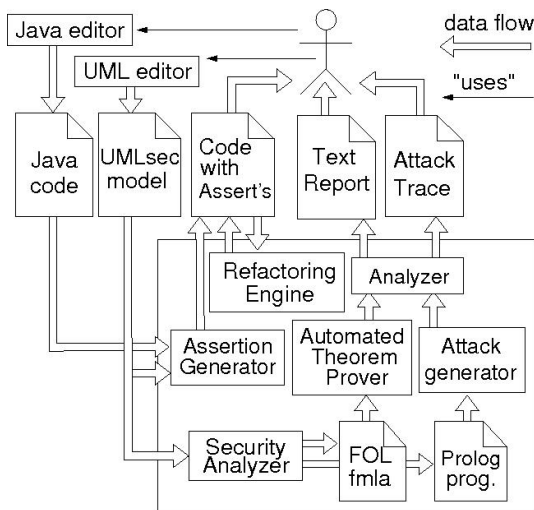 Java editor
data flow
UML editor
"uses"
Java
code
UMLsec
model
Code
with
Assert's
Text
Report
Attack
Trace
Refactoring
Engine
Analyzer
Assertion
Generator
Automated
Theorem
Prover
Attack
generator
Security
Analyzer
FOL
fmla
Prolog
prog.